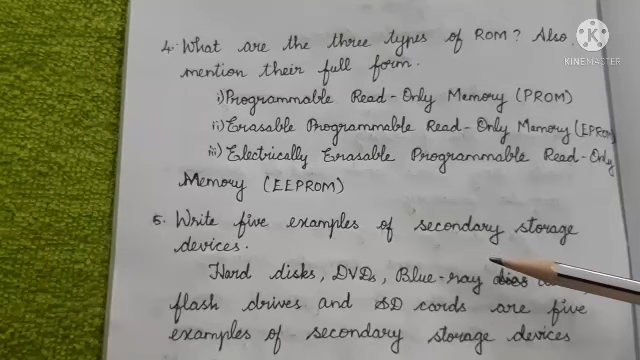 4. What are the three types of ROM? Also,
mention their full form.
i) Programmable Read-Only Memory (PROM)
ii) Erasable Programmable Read-Only Memory (EPROM)
iii) Electrically Erasable Programmable Read-Only
Memory (EEPROM)
5. Write five examples of secondary storage
devices.
Hard disks, DVDs, Blue-ray
flash drives and SD cards are five
examples of secondary storage devices
KINEMASTER